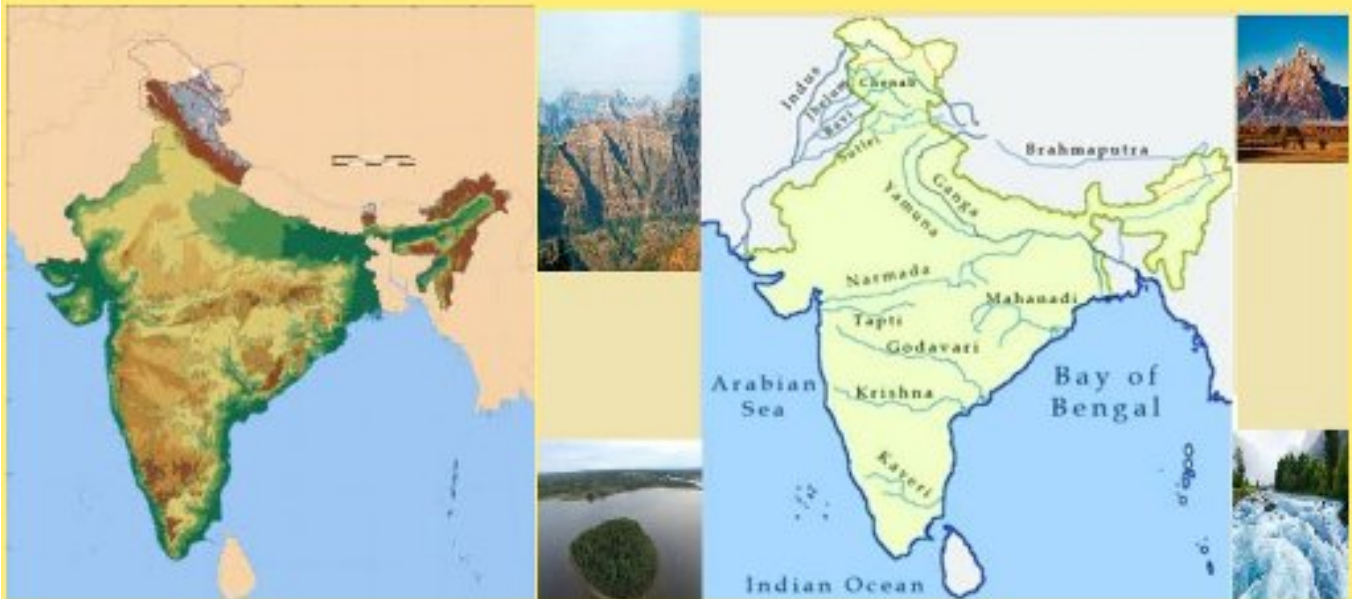 Indus
Jhelum
Chenab
Ravi
Sutlej
Brahmaputra
Ganga
Yamuna
Narmada
Mahanadi
Tapti
Godavari
Arabian
Sea
Krishna
Bay of
Bengal
Kaveri
Indian Ocean